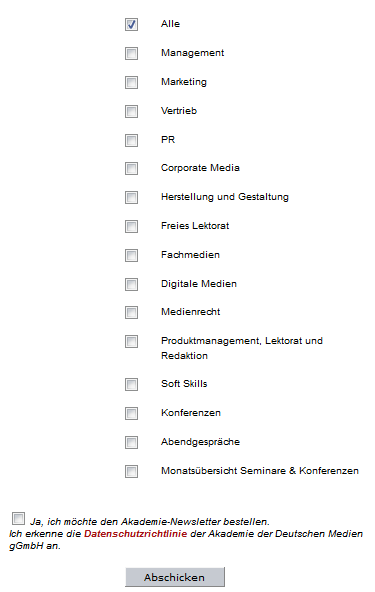 Alle
Management
Marketing
Vertrieb
PR
Corporate Media
Herstellung und Gestaltung
Freies Lektorat
Fachmedien
Digitale Medien
Medienrecht
Produktmanagement, Lektorat und
Redaktion
Soft Skills
Konferenzen
Abendgespräche
Monatsübersicht Seminare & Konferenzen
Ja, ich möchte den Akademie-Newsletter bestellen.
Ich erkenne die Datenschutzrichtlinie der Akademie der Deutschen Medien
gGmbH an.
Abschicken